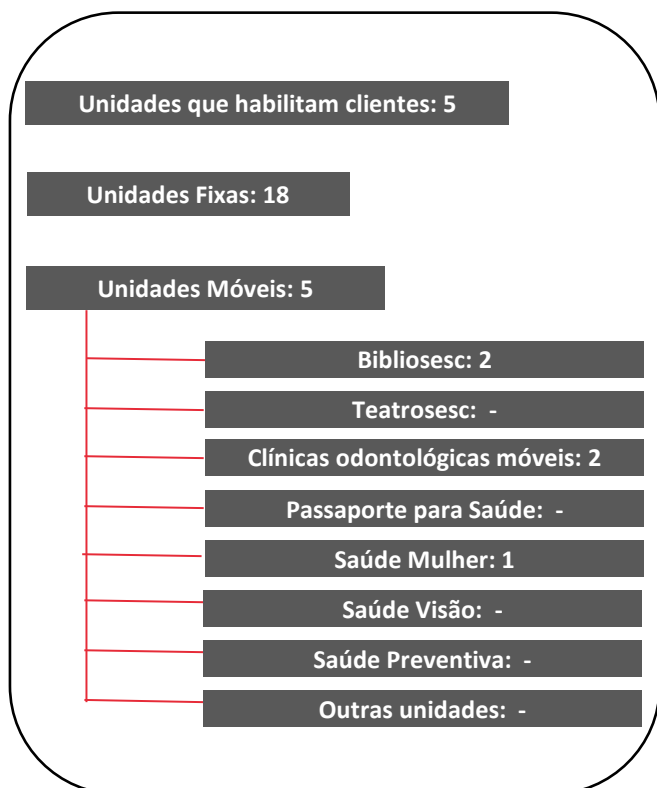 Unidades que habilitam clientes: 5
Unidades Fixas: 18
Unidades Móveis: 5
Bibliosesc: 2
Teatrosesc: -
Clínicas odontológicas móveis: 2
Passaporte para Saúde: -
Saúde Mulher: 1
Saúde Visão: -
Saúde Preventiva: -
Outras unidades: -